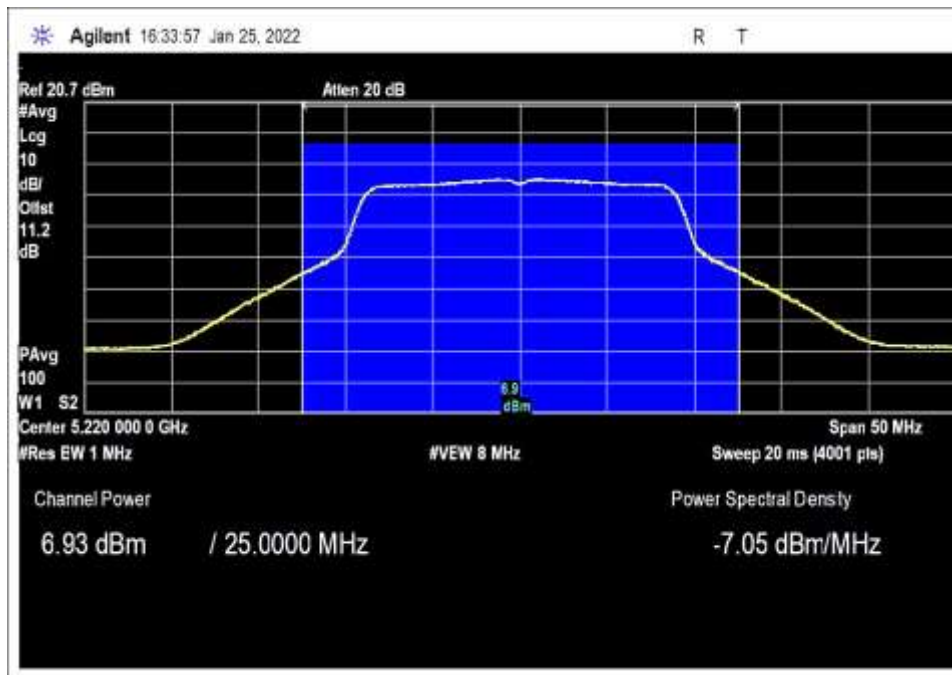 Agilent 16:33:57 Jan 25, 2022
R T
Ref 20.7 dBm Atten 20 dB
#Avg
Log
10
dB/
Offst
11.2
dB
PAvg
100
W1 S2
6.9
dBm
Center 5.220 000 0 GHz Span 50 MHz
#Res BW 1 MHz #VBW 8 MHz Sweep 20 ms (4001 pts)
Channel Power Power Spectral Density
6.93 dBm / 25.0000 MHz -7.05 dBm/MHz